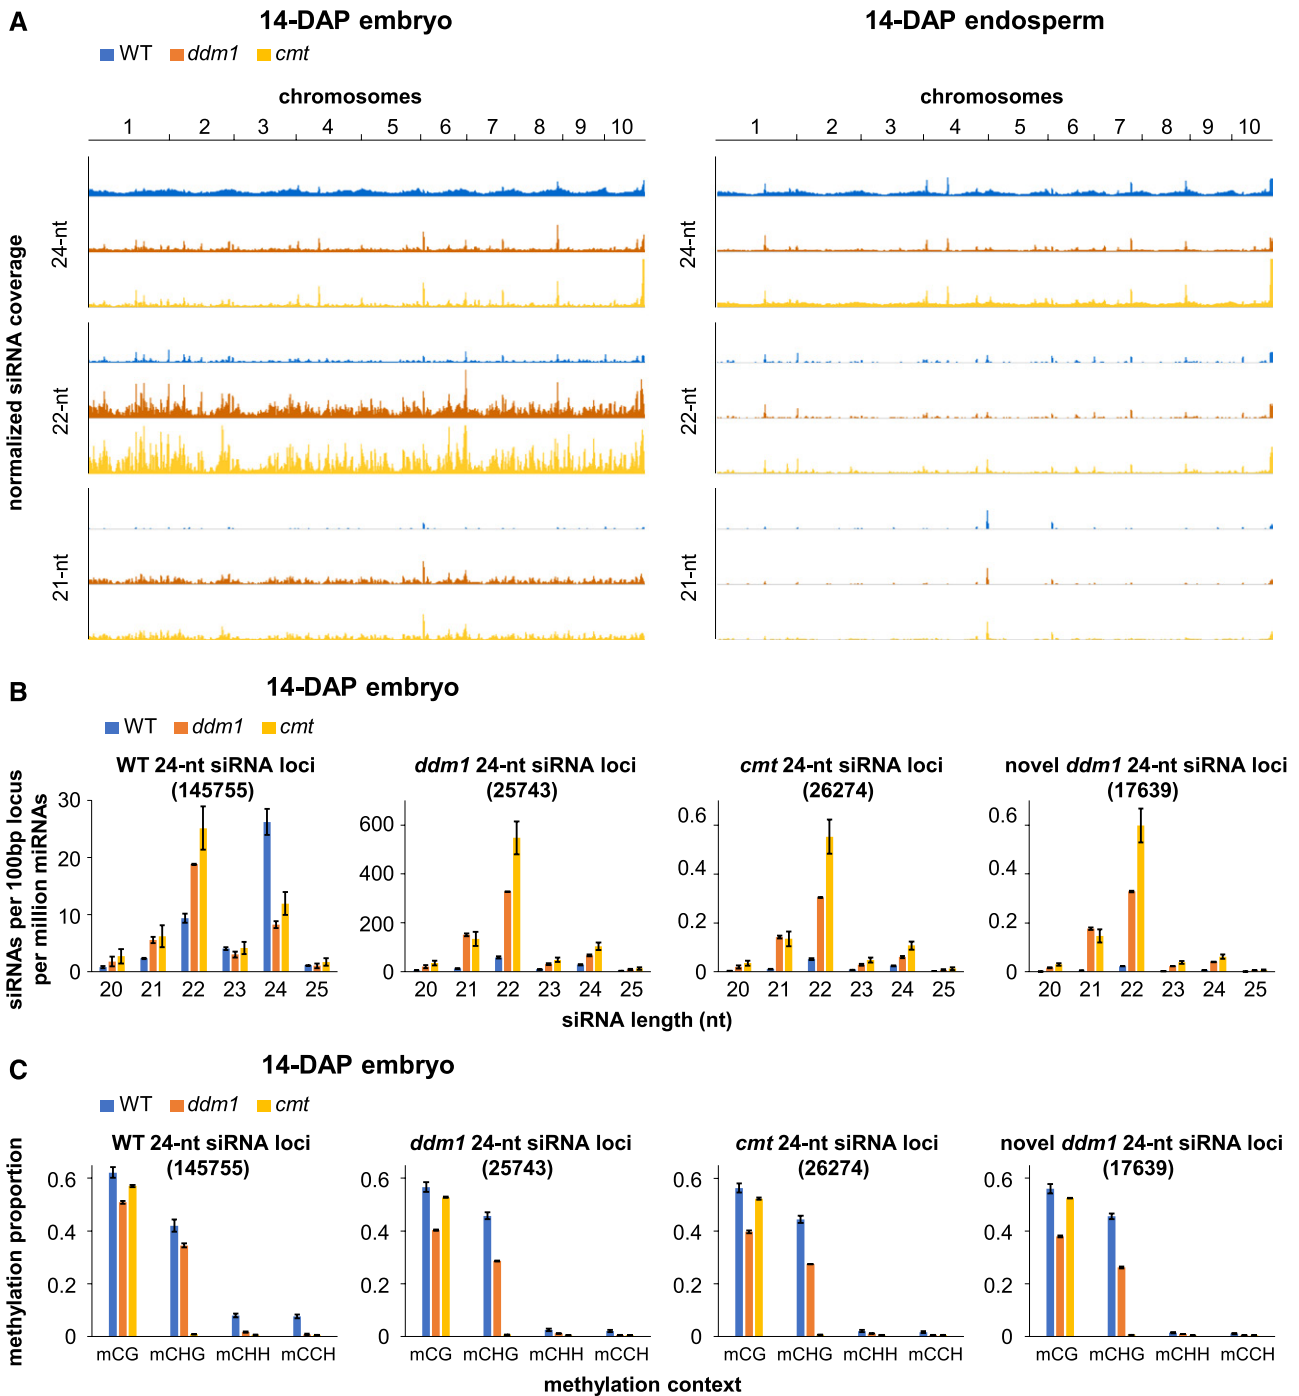 A
14-DAP embryo
14-DAP endosperm
WT ddm1 cmt
chromosomes
chromosomes
1 2 3 4 5 6 7 8 9 10
1 2 3 4 5 6 7 8 9 10
normalized siRNA coverage
24-nt
22-nt
21-nt
24-nt
22-nt
21-nt
B
14-DAP embryo
WT ddm1 cmt
siRNAs per 100bp locus
per million miRNAs
WT 24-nt siRNA loci
(145755)
30
20
10
0
20 21 22 23 24 25
ddm1 24-nt siRNA loci
(25743)
600
400
200
0
20 21 22 23 24 25
cmt 24-nt siRNA loci
(26274)
0.6
0.4
0.2
0
20 21 22 23 24 25
novel ddm1 24-nt siRNA loci
(17639)
0.6
0.4
0.2
0
20 21 22 23 24 25
siRNA length (nt)
C
14-DAP embryo
WT ddm1 cmt
methylation proportion
WT 24-nt siRNA loci
(145755)
0.6
0.4
0.2
0
mCG mCHG mCHH mCCH
ddm1 24-nt siRNA loci
(25743)
0.6
0.4
0.2
0
mCG mCHG mCHH mCCH
cmt 24-nt siRNA loci
(26274)
0.6
0.4
0.2
0
mCG mCHG mCHH mCCH
novel ddm1 24-nt siRNA loci
(17639)
0.6
0.4
0.2
0
mCG mCHG mCHH mCCH
methylation context